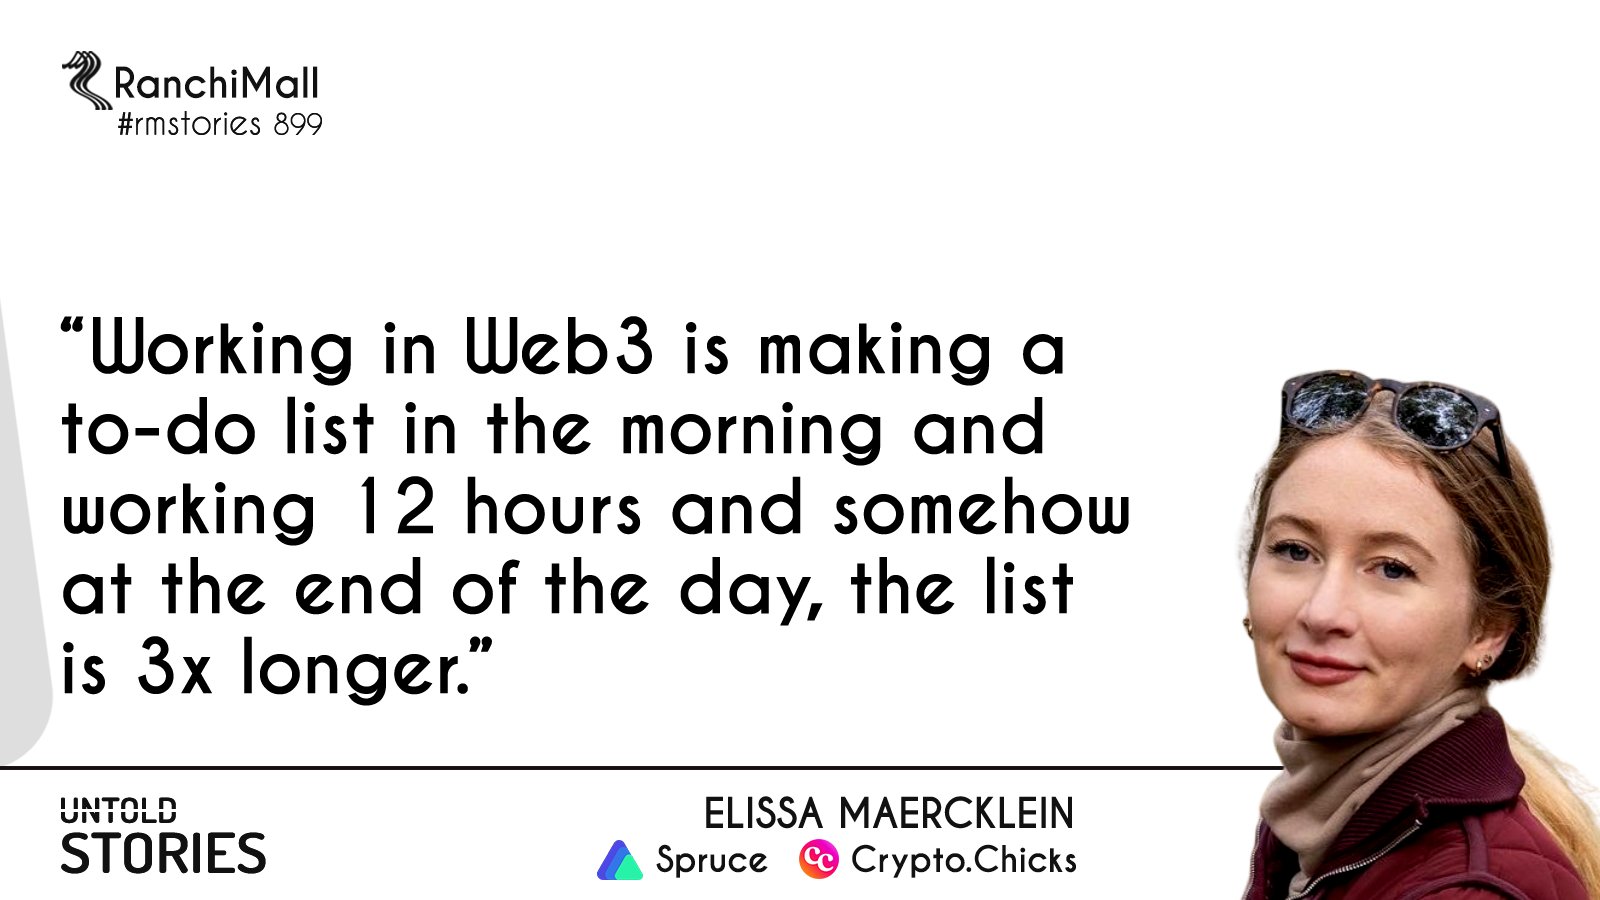 RanchiMall
#rmstories 899
“Working in Web3 is making a
to-do list in the morning and
working 12 hours and somehow
at the end of the day, the list
is 3x longer.”
UNTOLD
STORIES
ELISSA MAERCKLEIN
Spruce CC Crypto.Chicks